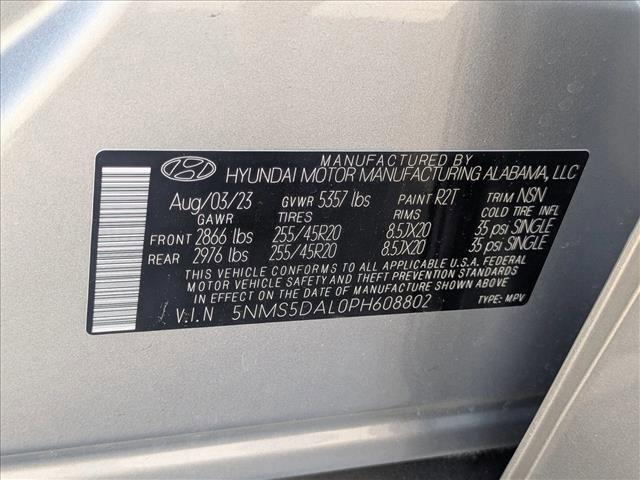 MANUFACTURED BY
HYUNDAI MOTOR MANUFACTURING ALABAMA, LLC
Aug/03/23 GVWR 5357 lbs PAINT R2T TRIM NSN
GAWR TIRES RIMS COLD TIRE INFL
FRONT 2866 lbs 255/45R20 8.5JX20 35 psi SINGLE
REAR 2976 lbs 255/45R20 8.5JX20 35 psi SINGLE
THIS VEHICLE CONFORMS TO ALL APPLICABLE U.S.A. FEDERAL
MOTOR VEHICLE SAFETY AND THEFT PREVENTION STANDARDS
IN EFFECT ON THE DATE OF MANUFACTURE SHOWN ABOVE
V.I.N 5NMS5DAL0PH608802 TYPE: MPV